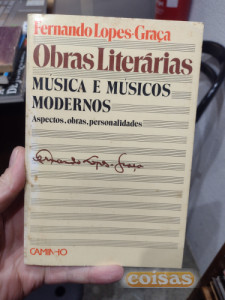 Fernando Lopes-Graça
Obras Literárias
MÚSICA E MÚSICOS
MODERNOS
Aspectos, obras, personalidades
Fernando Lopes-Graça
CAMINHO
coisas